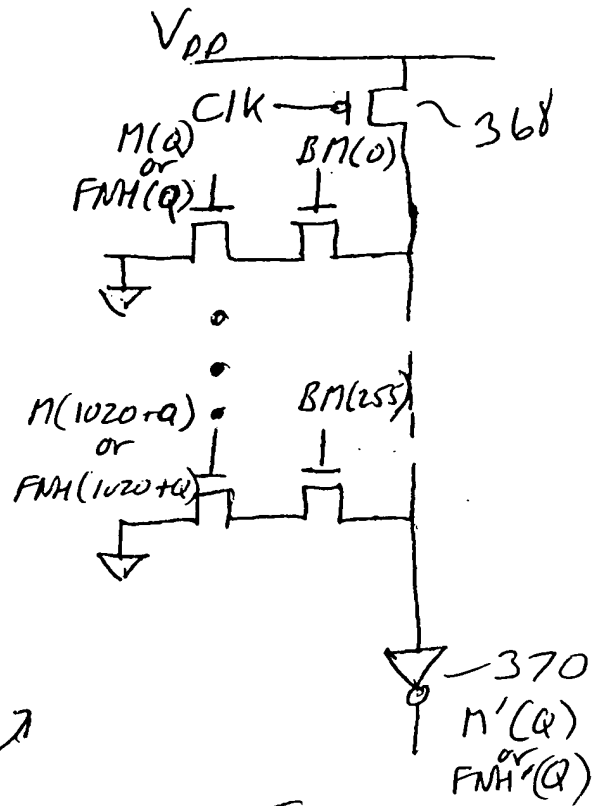 VDD
Clk
368
M(Q)
or
FNH(Q)
BM(0)
M(1020+Q)
or
FNH(1020+Q)
BM(255)
370
M'(Q)
or
FNH'(Q)